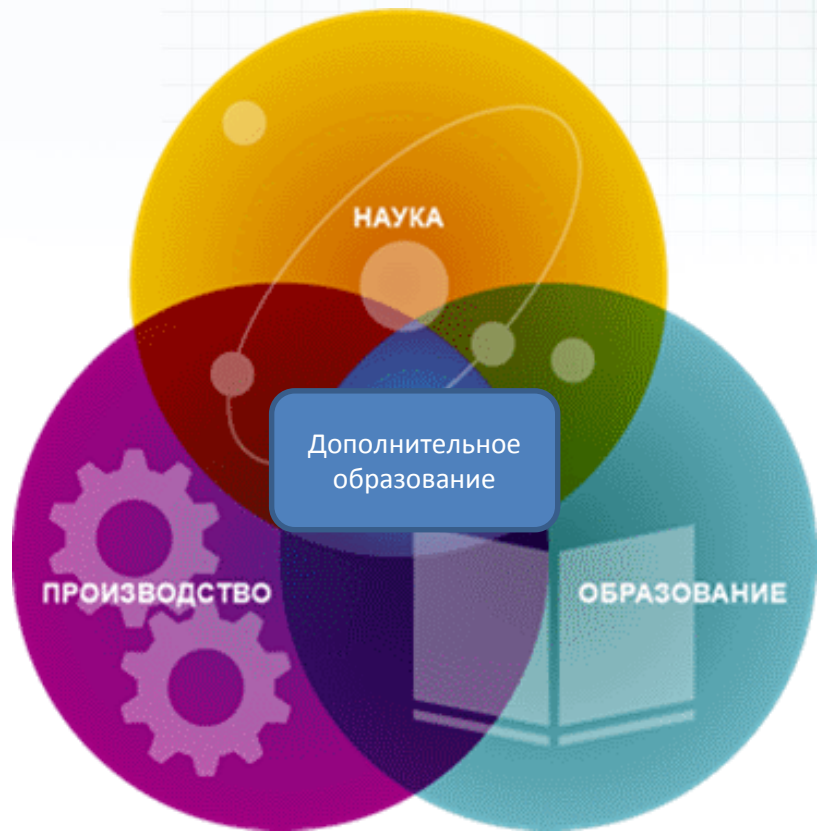 НАУКА
Дополнительное
образование
ПРОИЗВОДСТВО
ОБРАЗОВАНИЕ